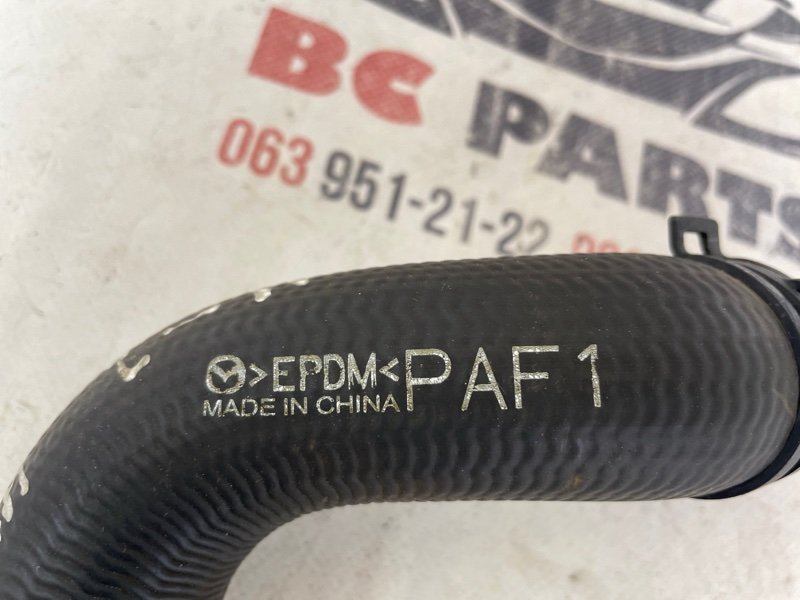 BC PARTS
063 951-21-22
>EPDM< PAF1
MADE IN CHINA